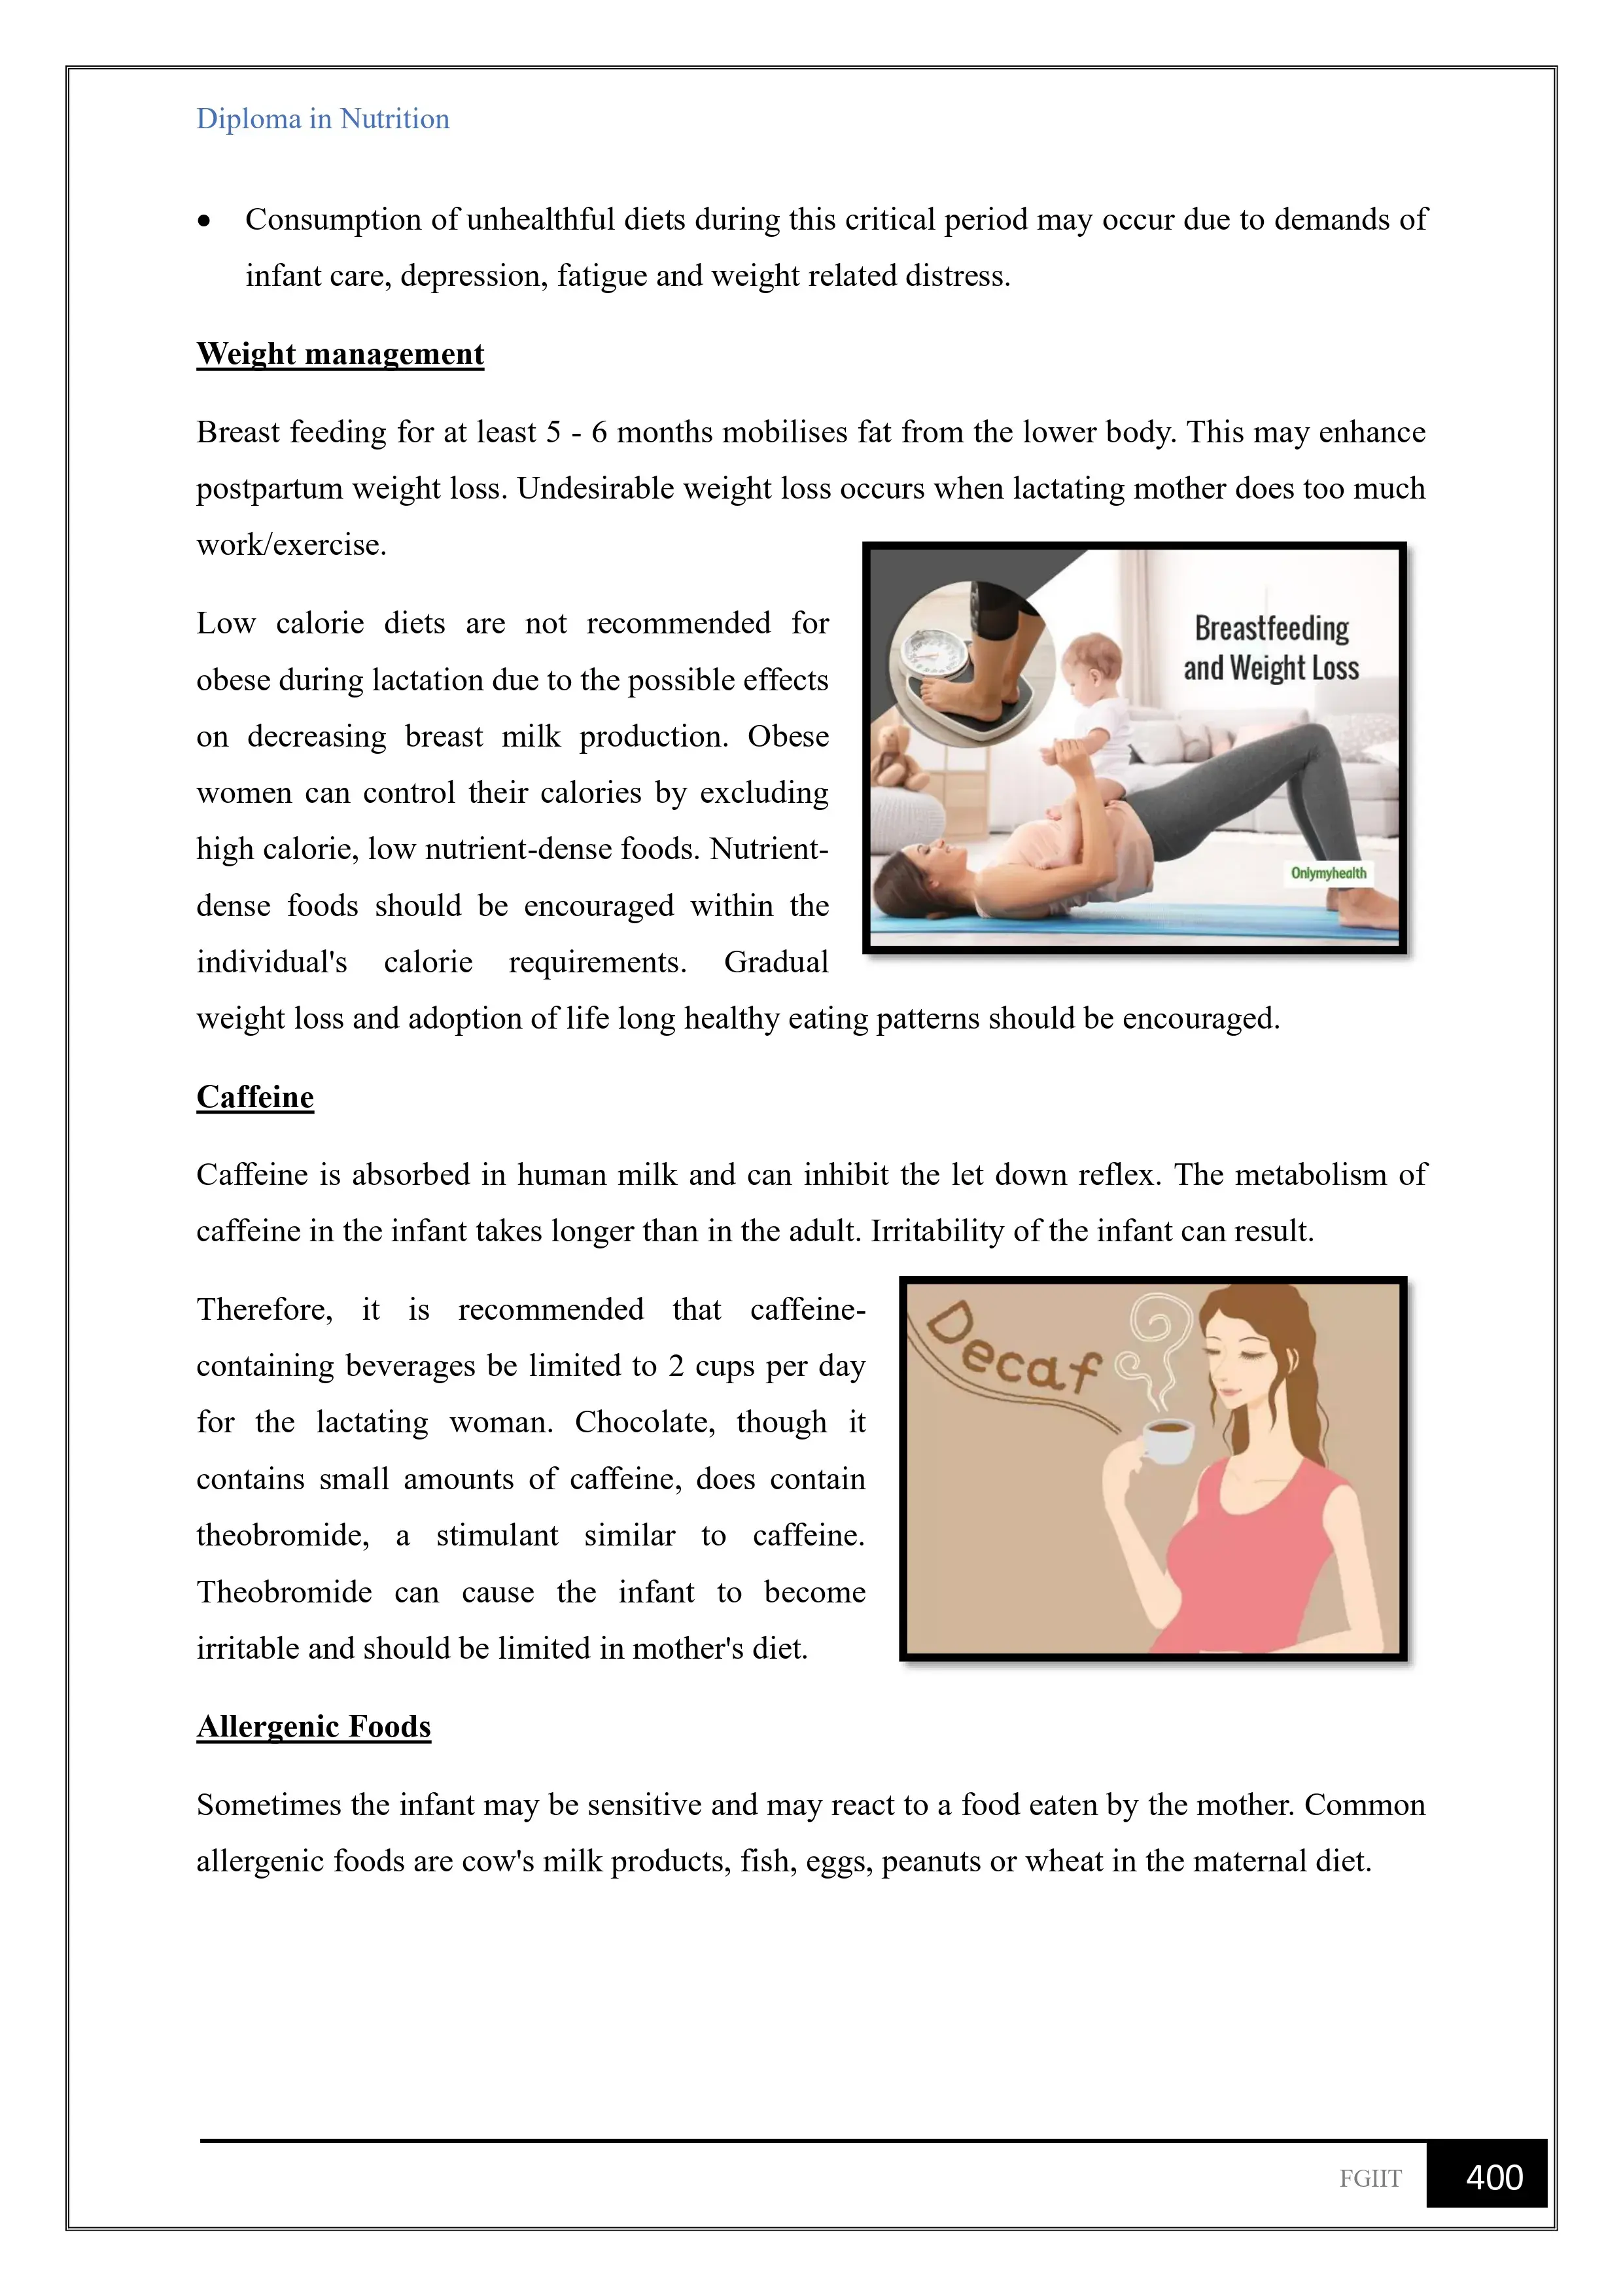 Diploma in Nutrition
• Consumption of unhealthful diets during this critical period may occur due to demands of
infant care, depression, fatigue and weight related distress.
Weight management
Breast feeding for at least 5 - 6 months mobilises fat from the lower body. This may enhance
postpartum weight loss. Undesirable weight loss occurs when lactating mother does too much
work/exercise.
Low calorie diets are not recommended for
obese during lactation due to the possible effects
on decreasing breast milk production. Obese
women can control their calories by excluding
high calorie, low nutrient-dense foods. Nutrient-
dense foods should be encouraged within the
individual's calorie requirements. Gradual
weight loss and adoption of life long healthy eating patterns should be encouraged.
Breastfeeding
and Weight Loss
Onlymyhealth
Caffeine
Caffeine is absorbed in human milk and can inhibit the let down reflex. The metabolism of
caffeine in the infant takes longer than in the adult. Irritability of the infant can result.
Therefore, it is recommended that caffeine-
containing beverages be limited to 2 cups per day
for the lactating woman. Chocolate, though it
contains small amounts of caffeine, does contain
theobromide, a stimulant similar to caffeine.
Theobromide can cause the infant to become
irritable and should be limited in mother's diet.
Decaf
Allergenic Foods
Sometimes the infant may be sensitive and may react to a food eaten by the mother. Common
allergenic foods are cow's milk products, fish, eggs, peanuts or wheat in the maternal diet.
FGIIT 400